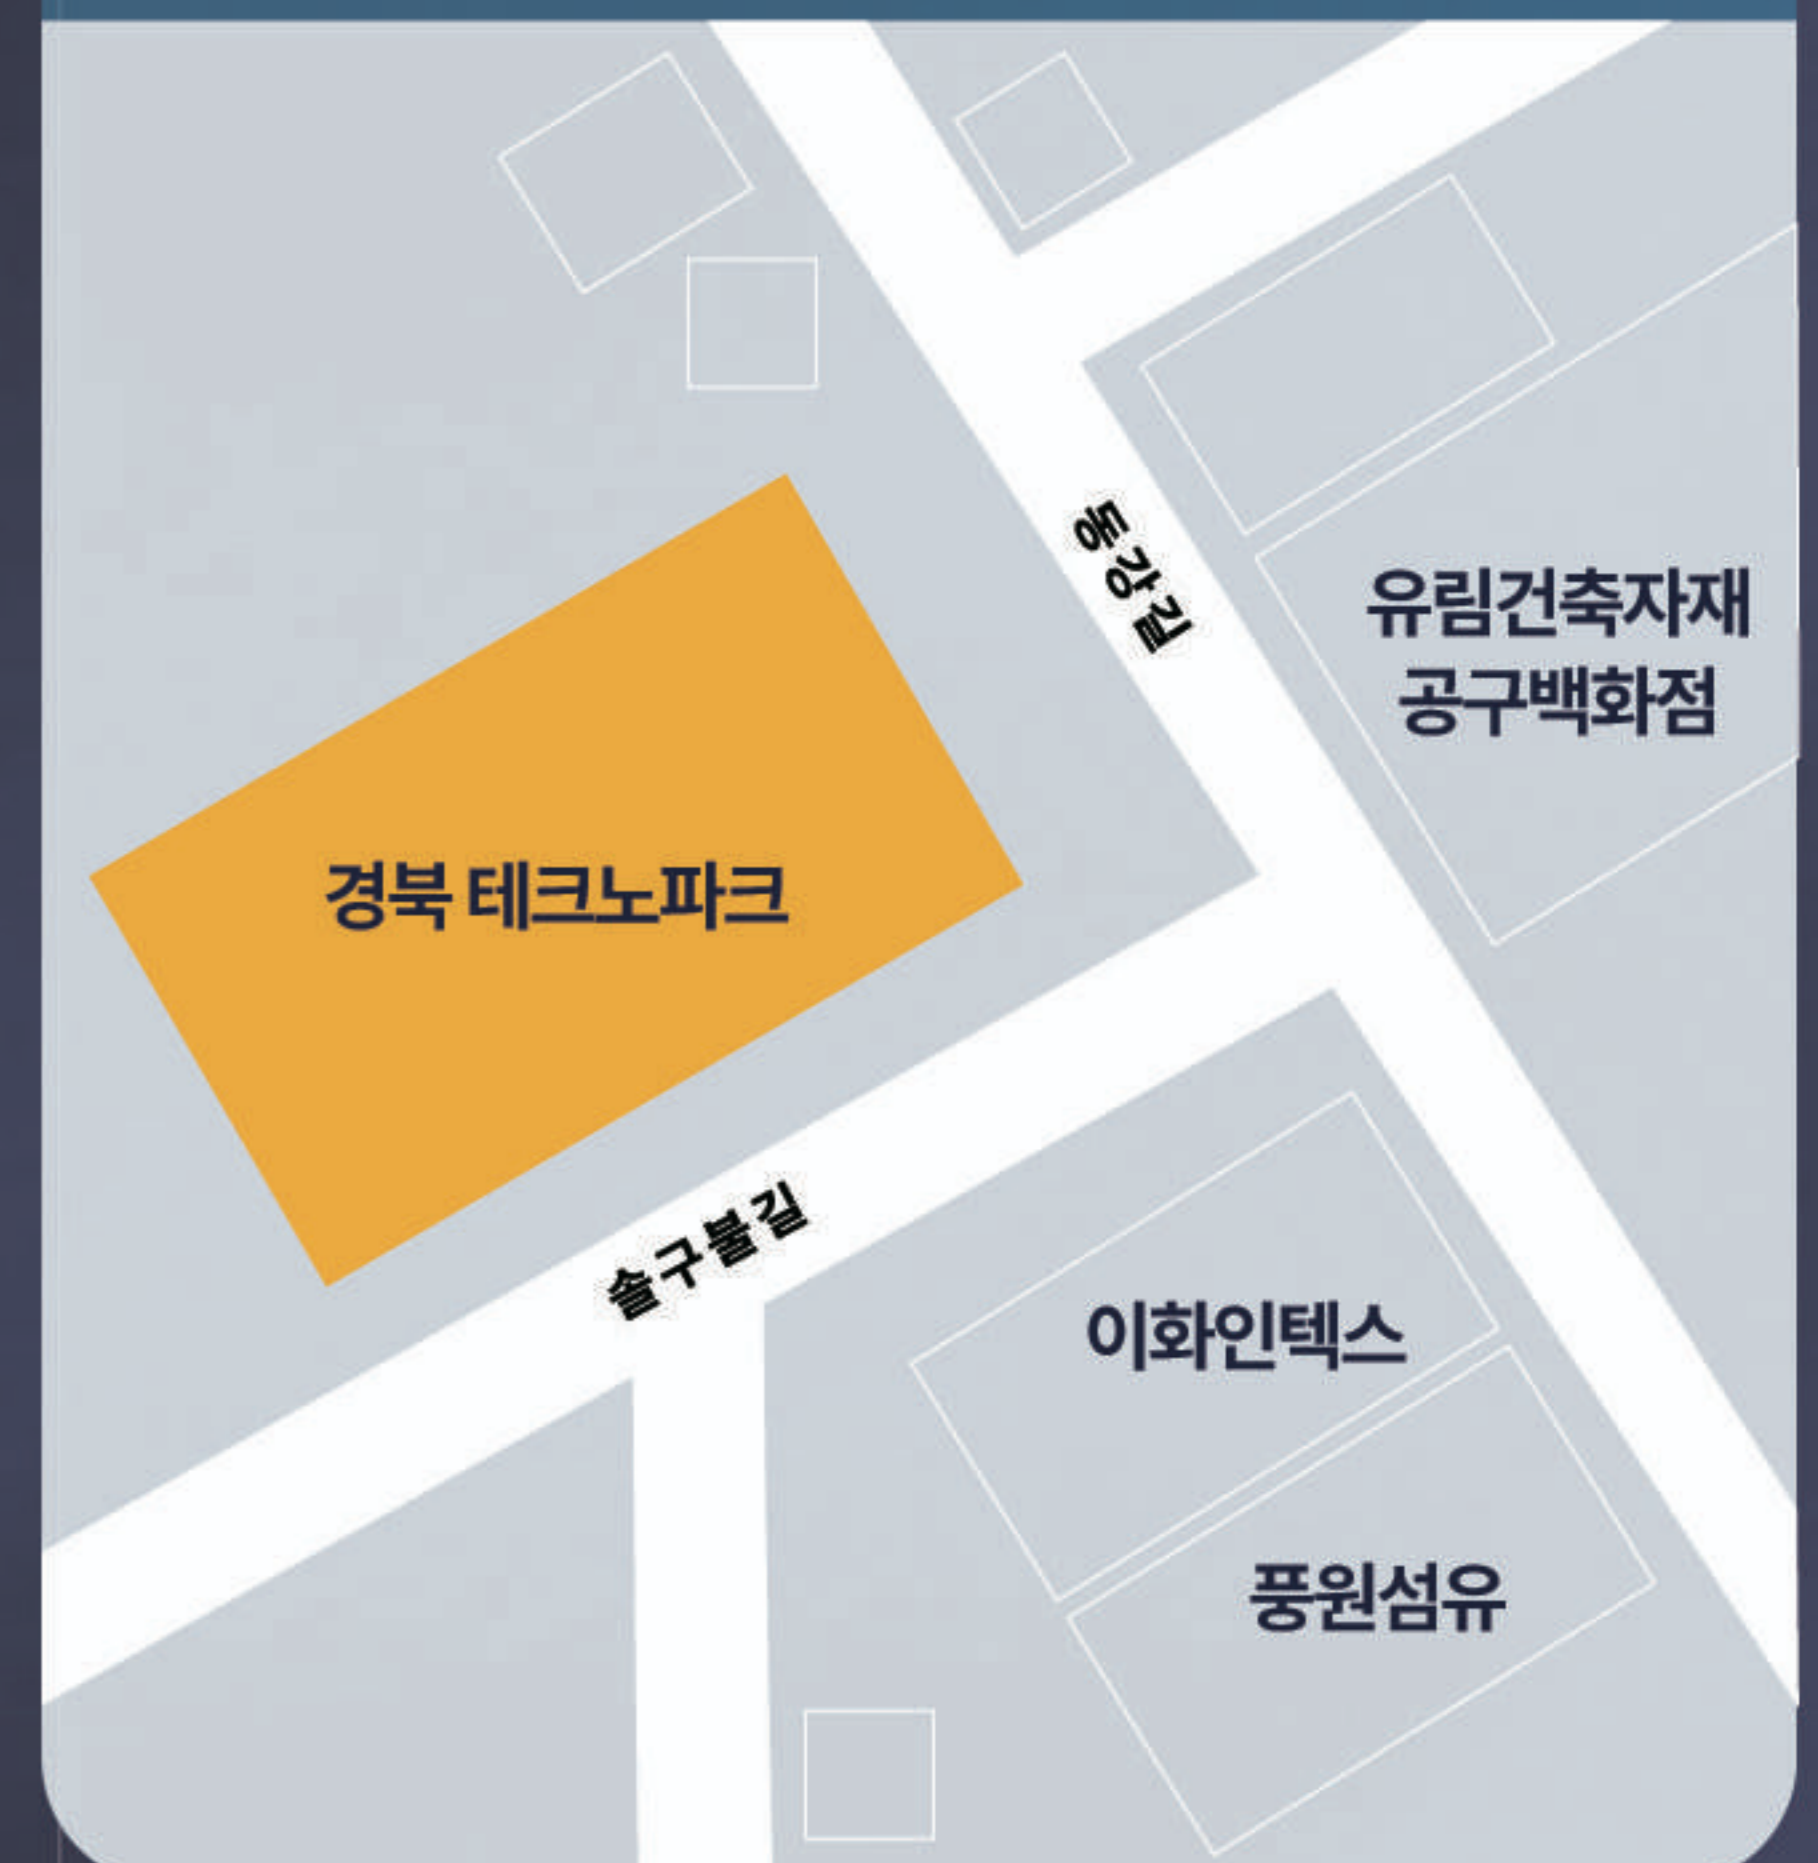 동강길
유림건축자재
공구백화점
경북 테크노파크
솔구불길
이화인텍스
풍원섬유